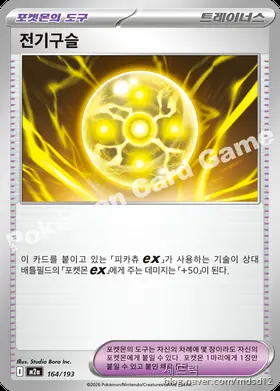 포켓몬의 도구
트레이너스
전기구슬
Pokémon Card Game
이 카드를 붙이고 있는 「피카츄 ex」가 사용하는 기술이 상대
배틀필드의 「포켓몬 ex」에게 주는 데미지는 「+50」이 된다.
포켓몬의 도구는 자신의 차례에 몇 장이라도 자신의
포켓몬에게 붙일 수 있다. 포켓몬 1마리에게 1장만
붙일 수 있고 붙인 채
Illus. Studio Bora Inc.
m2a 164/193
©2026 Pokémon/Nintendo/Creatures/GAME FREAK